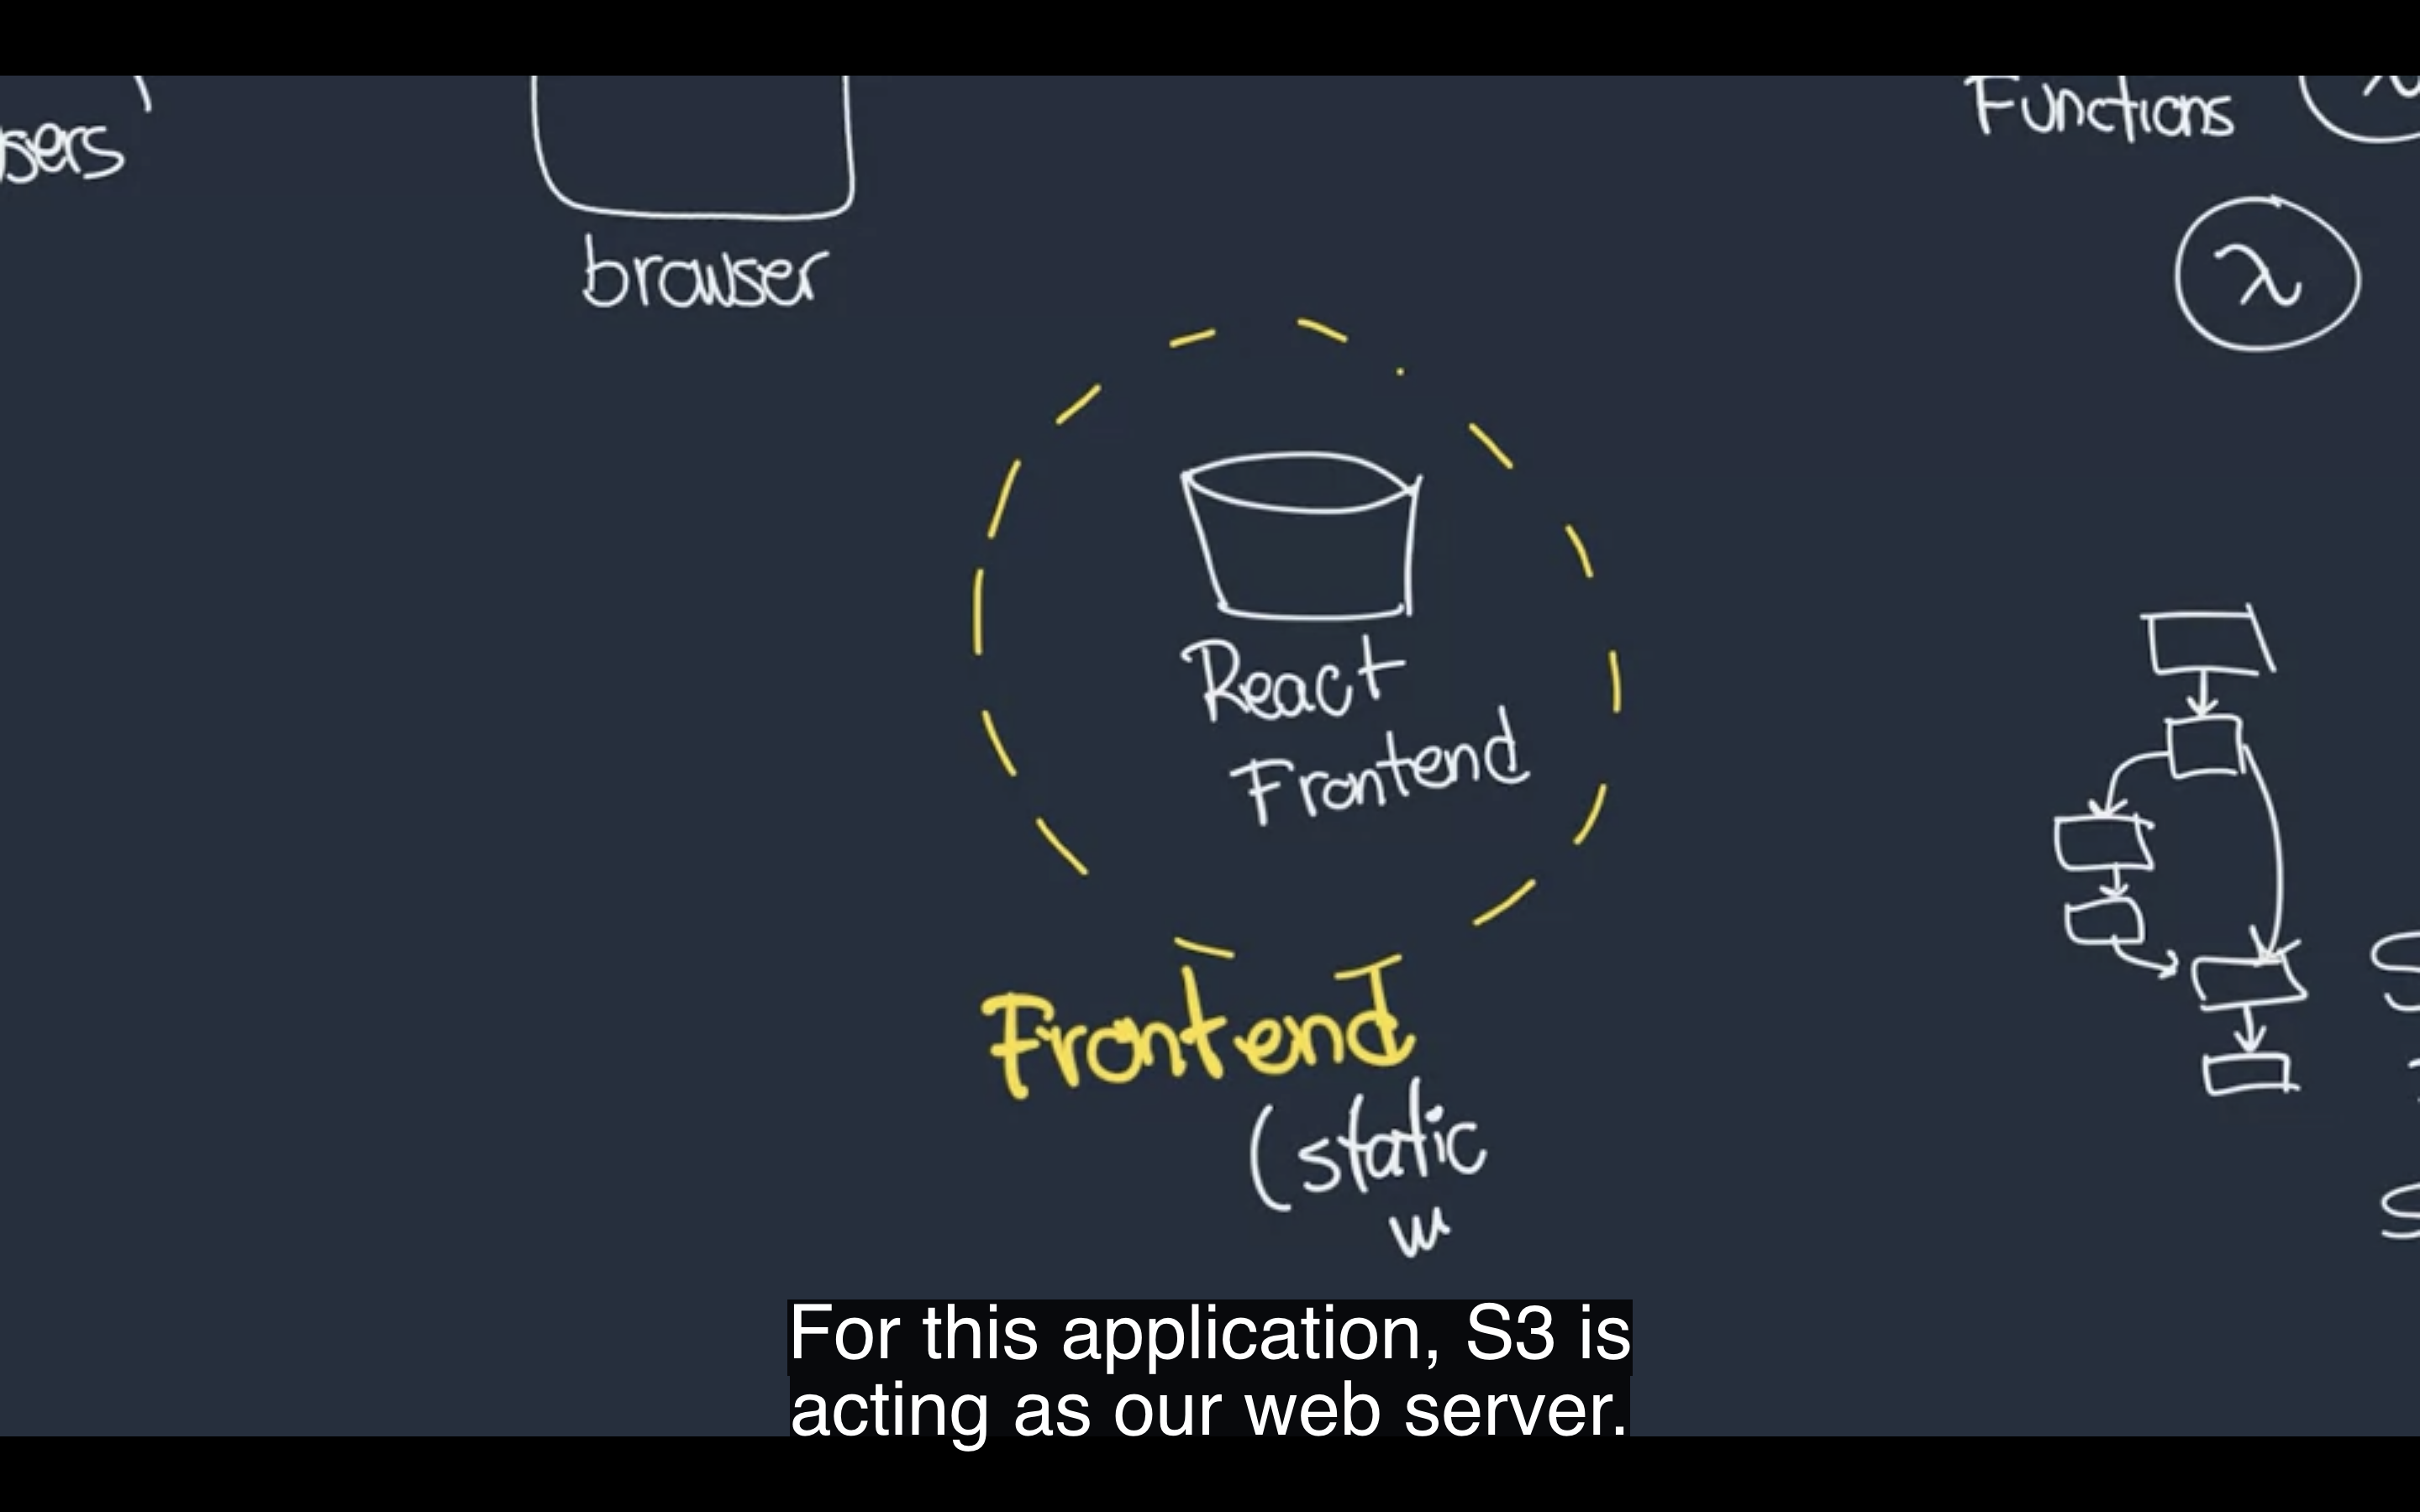 sers
Functions
λ
browser
λ
React
Frontend
Frontend
(static
w
For this application, S3 is
acting as our web server.